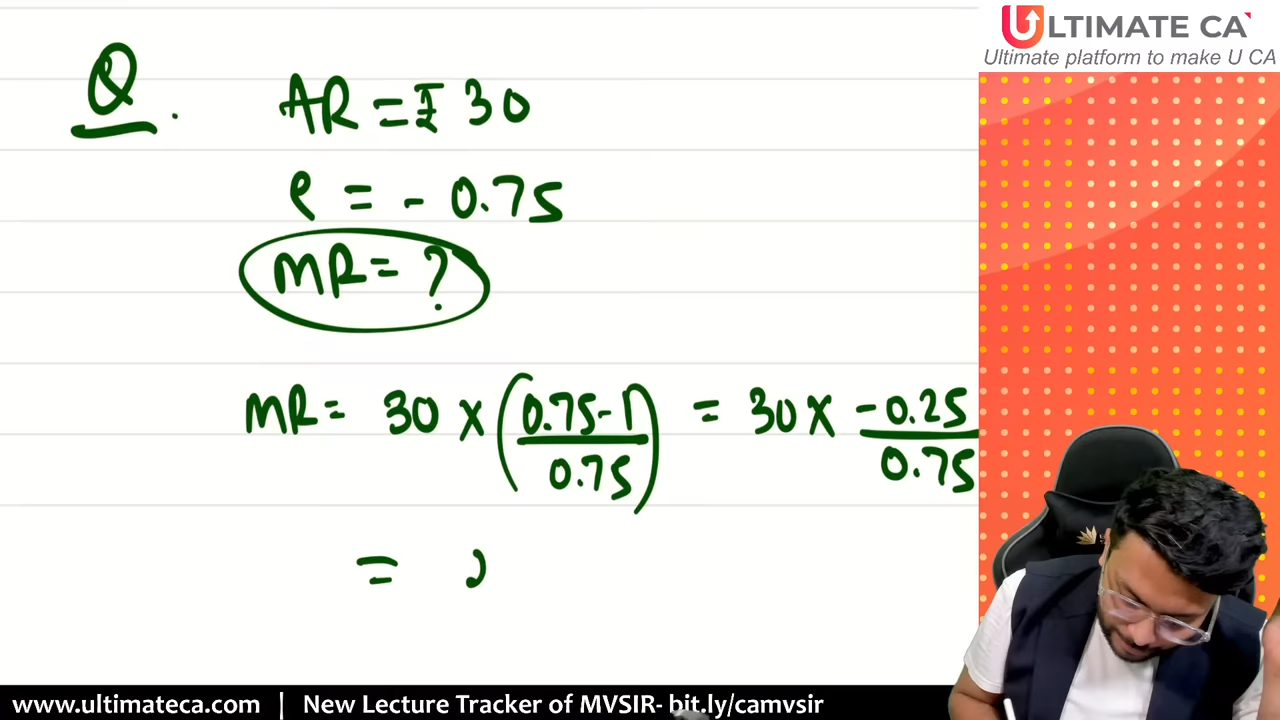 ULTIMATE CA
Ultimate platform to make U CA
Q.
AR = ₹ 30
e = - 0.75
MR = ?
MR = 30 × (0.75-1 / 0.75) = 30 × -0.25 / 0.75
=
www.ultimateca.com | New Lecture Tracker of MVSIR- bit.ly/camvsir